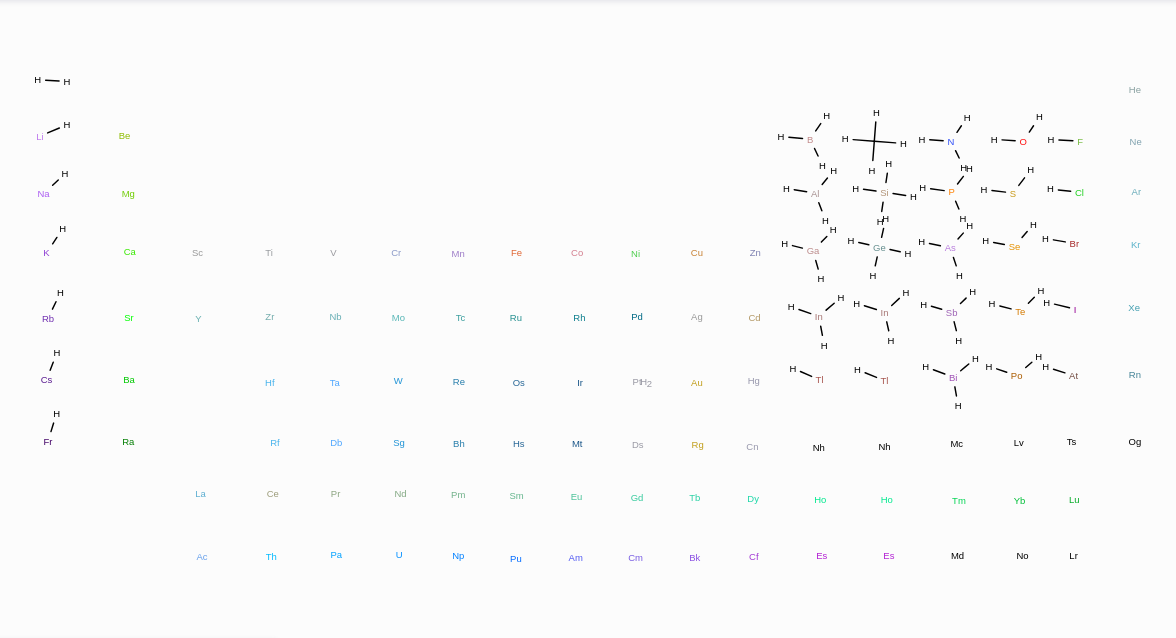 H H He
Li H Be H B H H H H H H H N H H H O H H F Ne
Na H Mg H Al H H H Si H H H H P H H H S H H Cl Ar
K H Ca Sc Ti V Cr Mn Fe Co Ni Cu Zn H Ga H H H Ge H H H H As H H H Se H H Br Kr
Rb H Sr Y Zr Nb Mo Tc Ru Rh Pd Ag Cd H In H H H In H H H Sb H H H Te H H I Xe
Cs H Ba Hf Ta W Re Os Ir PtH2 Au Hg H Tl H Tl H Bi H H H Po H H At Rn
Fr H Ra Rf Db Sg Bh Hs Mt Ds Rg Cn Nh Nh Mc Lv Ts Og
La Ce Pr Nd Pm Sm Eu Gd Tb Dy Ho Ho Tm Yb Lu
Ac Th Pa U Np Pu Am Cm Bk Cf Es Es Md No Lr